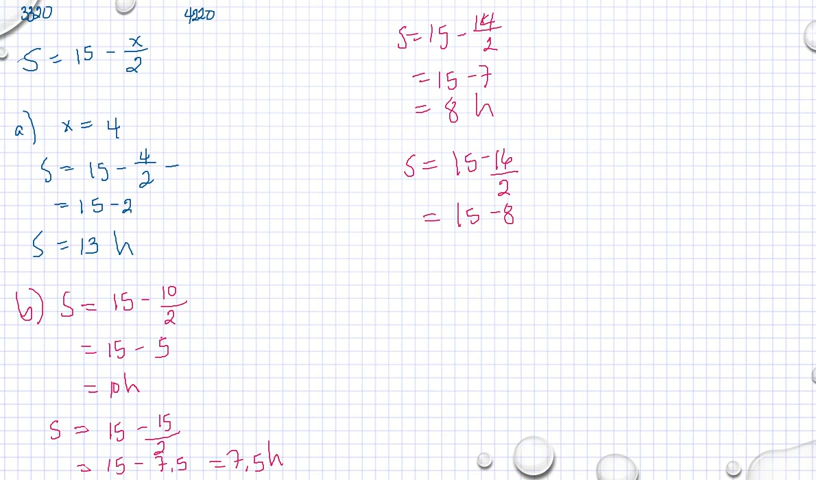 3320 4220
S = 15 - x/2
a) x = 4
S = 15 - 4/2 -
= 15 - 2
S = 13 h
b) S = 15 - 10/2
= 15 - 5
= 10h
S = 15 - 15/2
= 15 - 7,5 = 7,5h
S = 15 - 14/2
= 15 - 7
= 8 h
S = 15 - 16/2
= 15 - 8